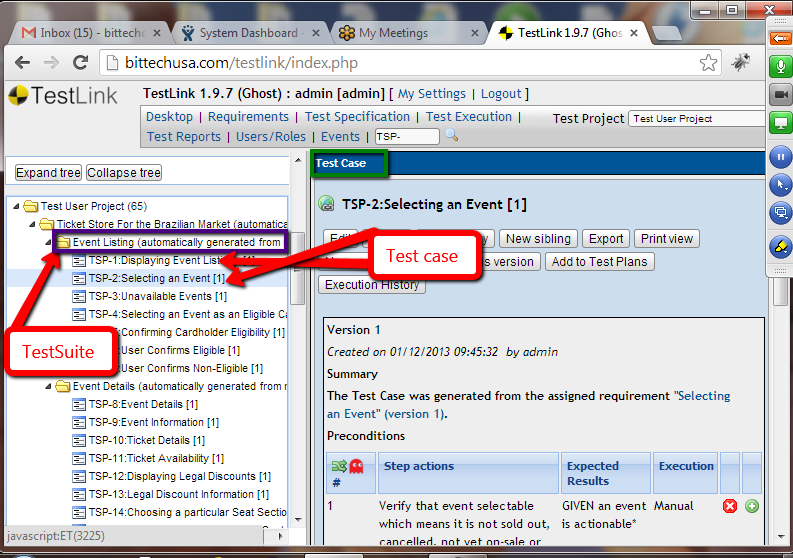 Inbox (20) - bittech
System Dashboard -
My Meetings
TestLink 1.9.7 (Ghos
bittechusa.com/testlink/index.php
TestLink
TestLink 1.9.7 (Ghost) : admin [admin] [ My Settings | Logout ]
Desktop | Requirements | Test Specification | Test Execution |
Test Project Test User Project
Test Reports | Users/Roles | Events | TSP-
Expand tree Collapse tree
Test User Project (65)
Ticket Store For the Brazilian Market (automatica
Event Listing (automatically generated from
TSP-1:Displaying Event List [1]
TSP-2:Selecting an Event [1]
TSP-3:Unavailable Events [1]
TSP-4:Selecting an Event as an Eligible Ca
Confirming Cardholder Eligibility [1]
User Confirms Eligible [1]
User Confirms Non-Eligible [1]
Event Details (automatically generated from r
TSP-8:Event Details [1]
TSP-9:Event Information [1]
TSP-10:Ticket Details [1]
TSP-11:Ticket Availability [1]
TSP-12:Displaying Legal Discounts [1]
TSP-13:Legal Discount Information [1]
TSP-14:Choosing a particular Seat Sectio
javascript:ET(3225)
TestSuite
Test case
Test Case
TSP-2:Selecting an Event [1]
Edit New sibling Export Print view
s version Add to Test Plans
Execution History
Version 1
Created on 01/12/2013 09:45:32 by admin
Summary
The Test Case was generated from the assigned requirement "Selecting
an Event" (version 1).
Preconditions
# Step actions Expected Results Execution
1 Verify that event selectable GIVEN an event Manual
which means it is not sold out, is actionable*
cancelled, not yet on-sale or